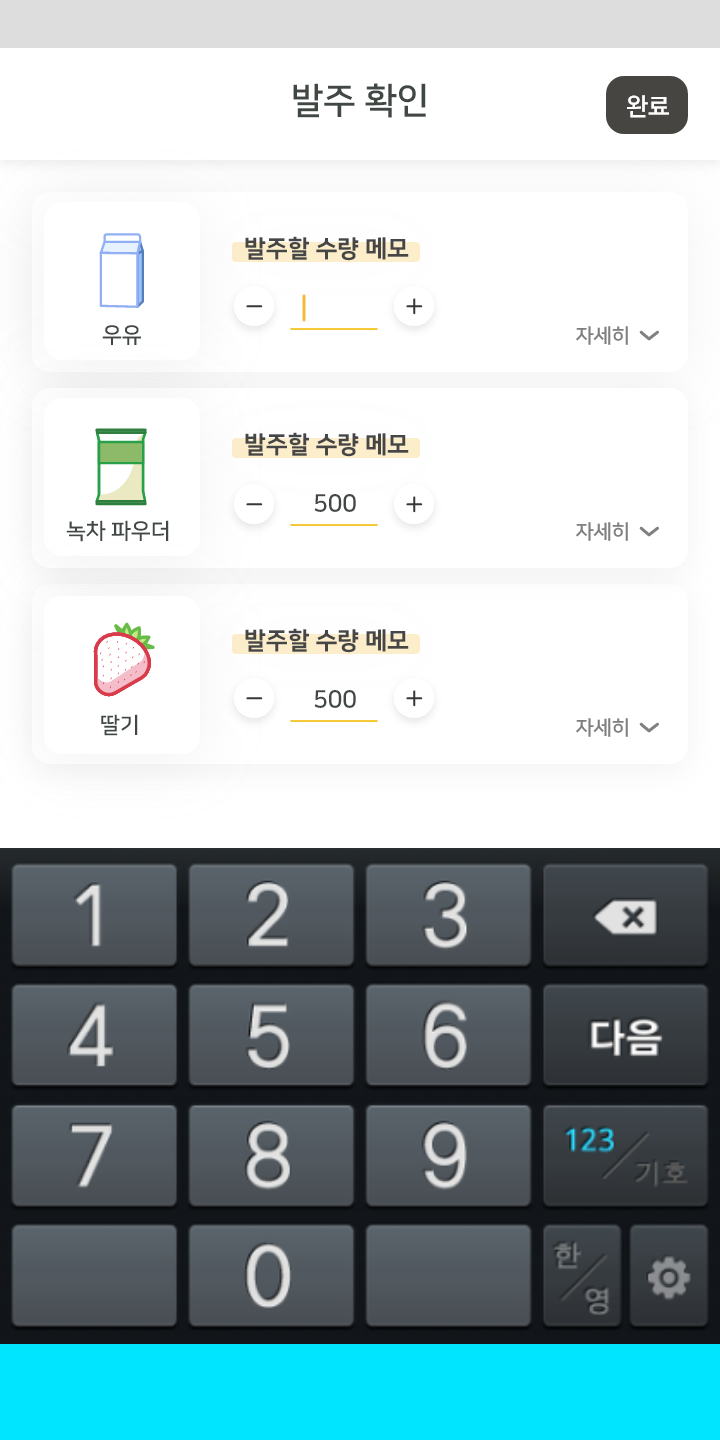 발주 확인
완료
발주할 수량 메모
우유
자세히
발주할 수량 메모
500
녹차 파우더
자세히
발주할 수량 메모
500
딸기
자세히
1 2 3
4 5 6 다음
7 8 9 123/기호
0 한/영